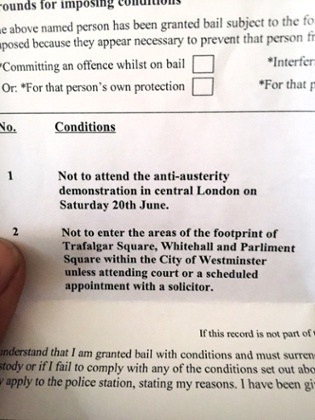 rounds for imposing conditions
he above named person has been granted bail subject to the fo
mposed because they appear necessary to prevent that person fr
*Committing an offence whilst on bail *Interfer
Or: *For that person's own protection *For that p
No. Conditions
1 Not to attend the anti-austerity
demonstration in central London on
Saturday 20th June.
2 Not to enter the areas of the footprint of
Trafalgar Square, Whitehall and Parliment
Square within the City of Westminster
unless attending court or a scheduled
appointment with a solicitor.
If this record is not part of
understand that I am granted bail with conditions and must surren
stody or if I fail to comply with any of the conditions set out abo
y apply to the police station, stating my reasons. I have been gi